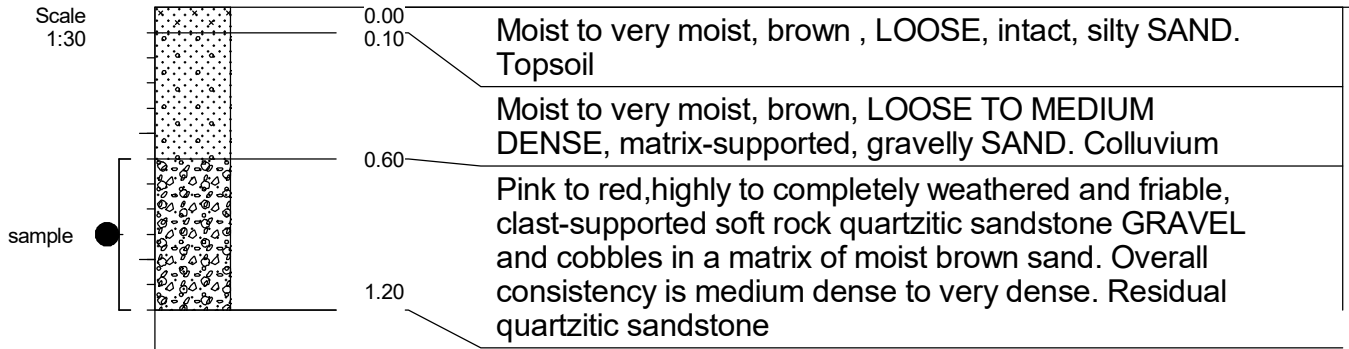 Scale
1:30
0.00
0.10
Moist to very moist, brown , LOOSE, intact, silty SAND.
Topsoil
Moist to very moist, brown, LOOSE TO MEDIUM
DENSE, matrix-supported, gravelly SAND. Colluvium
0.60
Pink to red,highly to completely weathered and friable,
clast-supported soft rock quartzitic sandstone GRAVEL
and cobbles in a matrix of moist brown sand. Overall
consistency is medium dense to very dense. Residual
quartzitic sandstone
sample
1.20